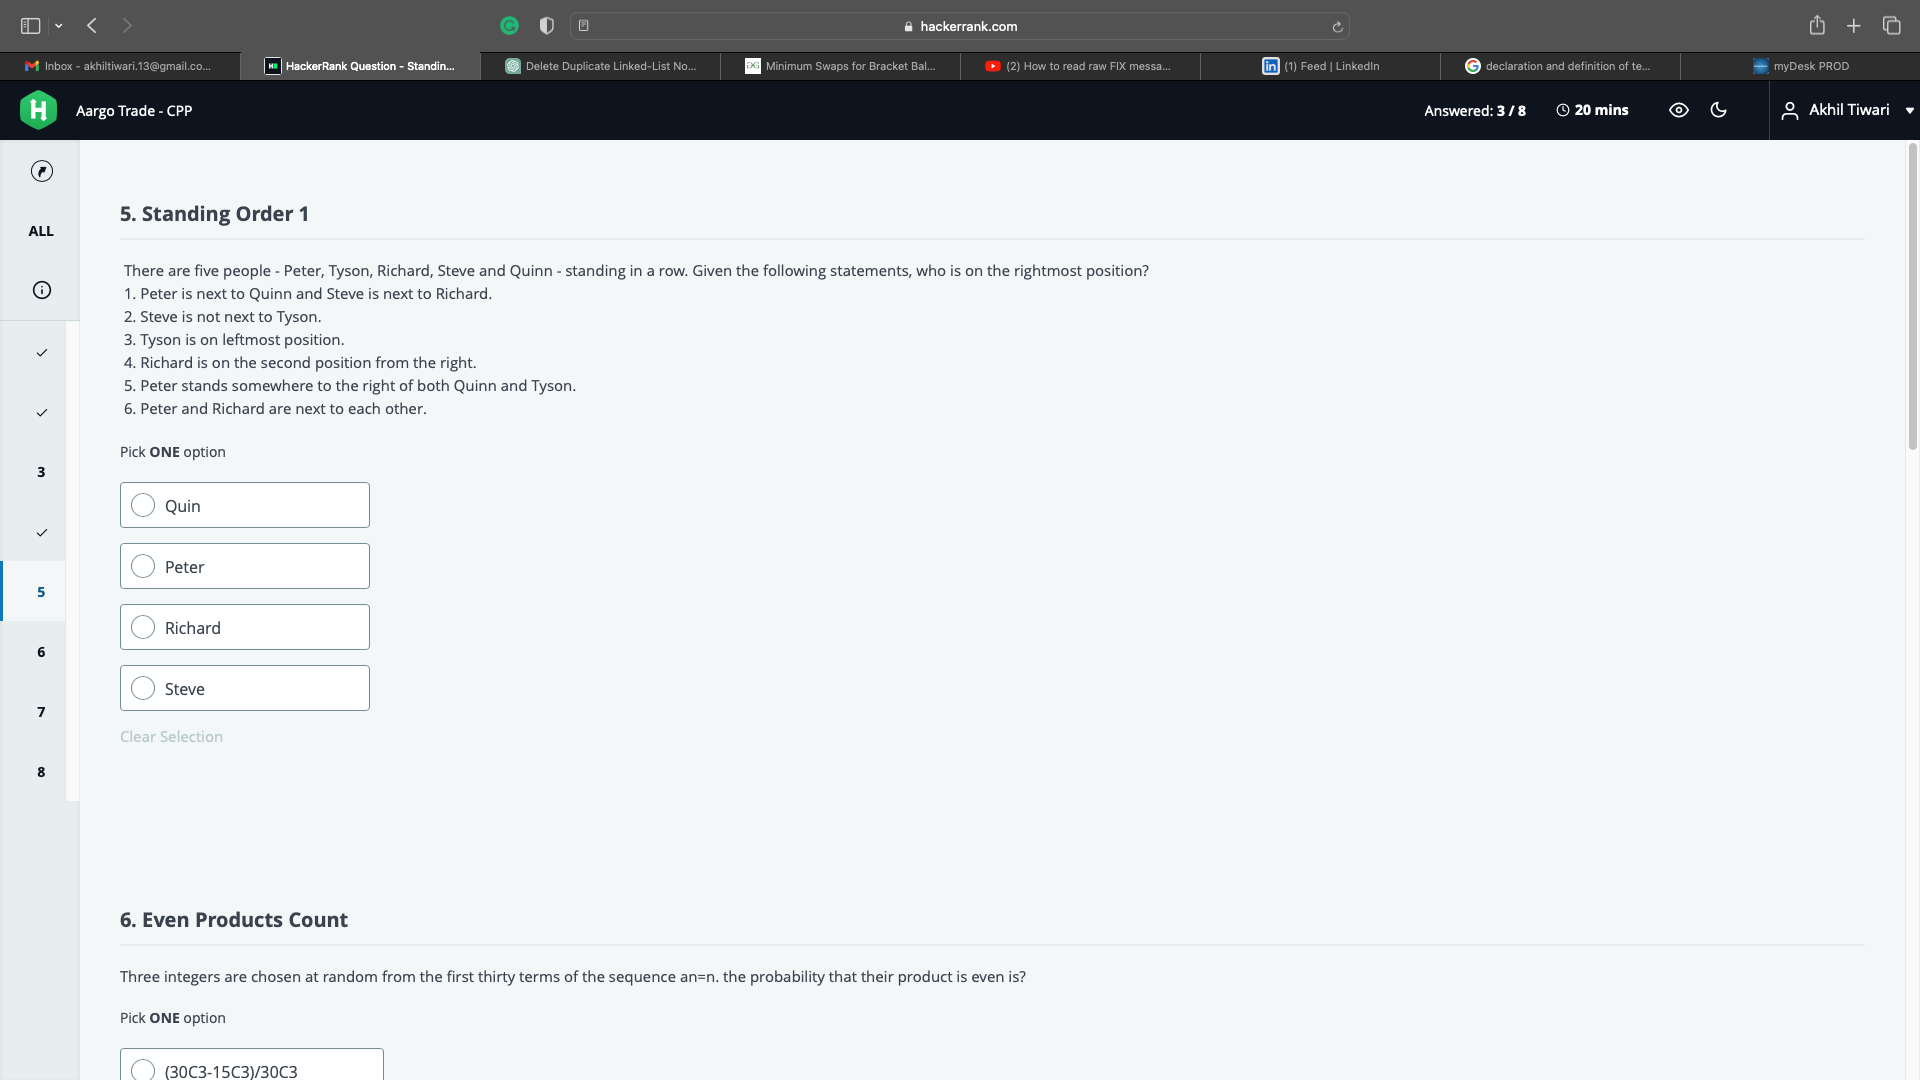 hackerrank.com
Inbox - akhiltiwari.13@gmail.co...
HackerRank Question - Standin...
Delete Duplicate Linked-List No...
Minimum Swaps for Bracket Bal...
(2) How to read raw FIX messa...
(1) Feed | LinkedIn
declaration and definition of te...
myDesk PROD
Aargo Trade - CPP
Answered: 3 / 8
20 mins
Akhil Tiwari
ALL
3
5
6
7
8
5. Standing Order 1
There are five people - Peter, Tyson, Richard, Steve and Quinn - standing in a row. Given the following statements, who is on the rightmost position?
1. Peter is next to Quinn and Steve is next to Richard.
2. Steve is not next to Tyson.
3. Tyson is on leftmost position.
4. Richard is on the second position from the right.
5. Peter stands somewhere to the right of both Quinn and Tyson.
6. Peter and Richard are next to each other.
Pick ONE option
Quin
Peter
Richard
Steve
Clear Selection
6. Even Products Count
Three integers are chosen at random from the first thirty terms of the sequence an=n. the probability that their product is even is?
Pick ONE option
(30C3-15C3)/30C3